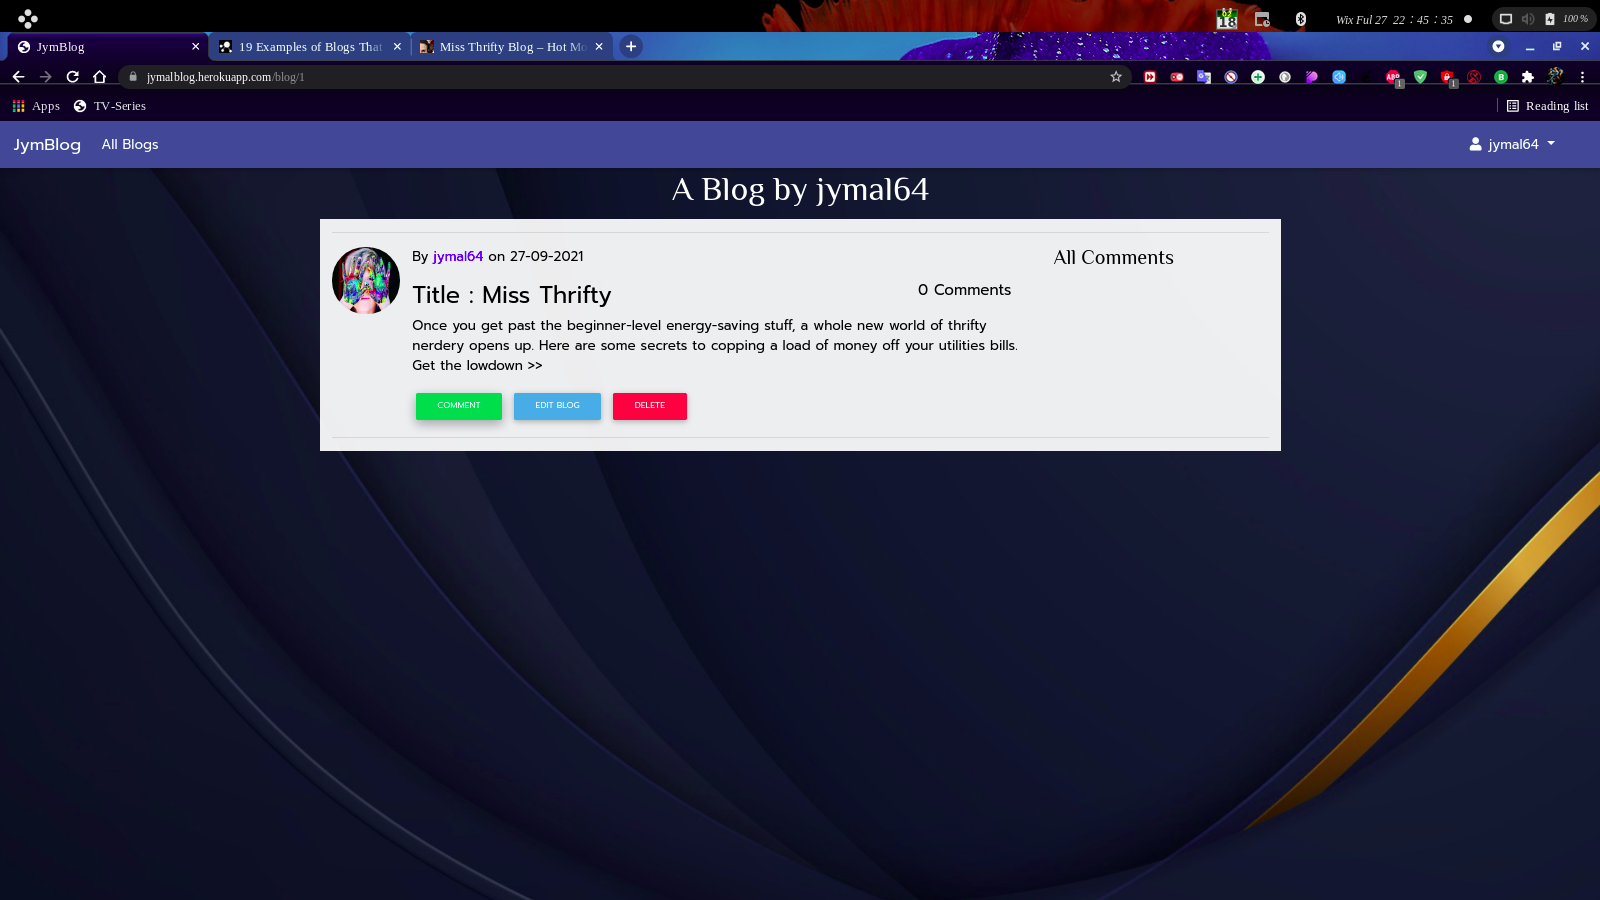 Wix Ful 27 22 : 45 : 35
100 %
JymBlog
19 Examples of Blogs That
Miss Thrifty Blog – Hot Mo
jymalblog.herokuapp.com/blog/1
Apps
TV-Series
Reading list
JymBlog
All Blogs
jymal64
A Blog by jymal64
By jymal64 on 27-09-2021
All Comments
Title : Miss Thrifty
0 Comments
Once you get past the beginner-level energy-saving stuff, a whole new world of thrifty
nerdery opens up. Here are some secrets to copping a load of money off your utilities bills.
Get the lowdown >>
COMMENT
EDIT BLOG
DELETE